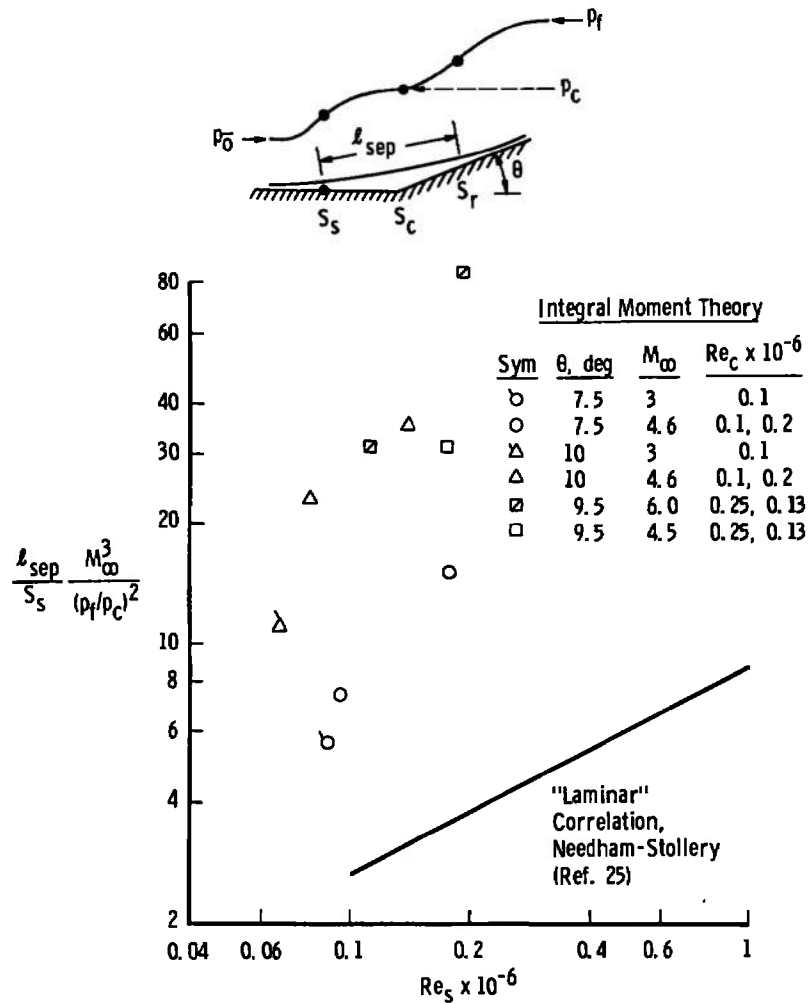 p_f
p_c
p_0̄
ℓ_sep
θ
S_s S_c S_r
80
60
40
30
20
10
8
6
4
2
ℓ_sep/S_s M_∞^3/(p_f/p_c)^2
Integral Moment Theory
Sym θ, deg M_∞ Re_c x 10^-6
7.5 3 0.1
7.5 4.6 0.1, 0.2
10 3 0.1
10 4.6 0.1, 0.2
9.5 6.0 0.25, 0.13
9.5 4.5 0.25, 0.13
"Laminar"
Correlation,
Needham-Stollery
(Ref. 25)
0.04 0.06 0.1 0.2 0.4 0.6 1
Re_s x 10^-6